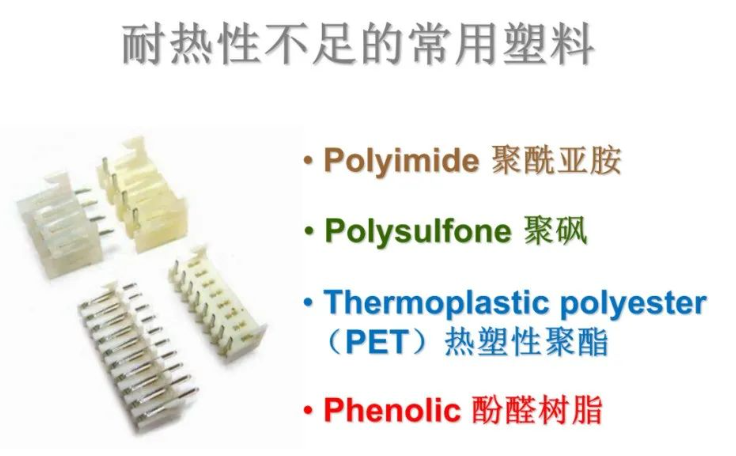 耐热性不足的常用塑料
• Polyimide 聚酰亚胺
• Polysulfone 聚砜
• Thermoplastic polyester
（PET）热塑性聚酯
• Phenolic 酚醛树脂